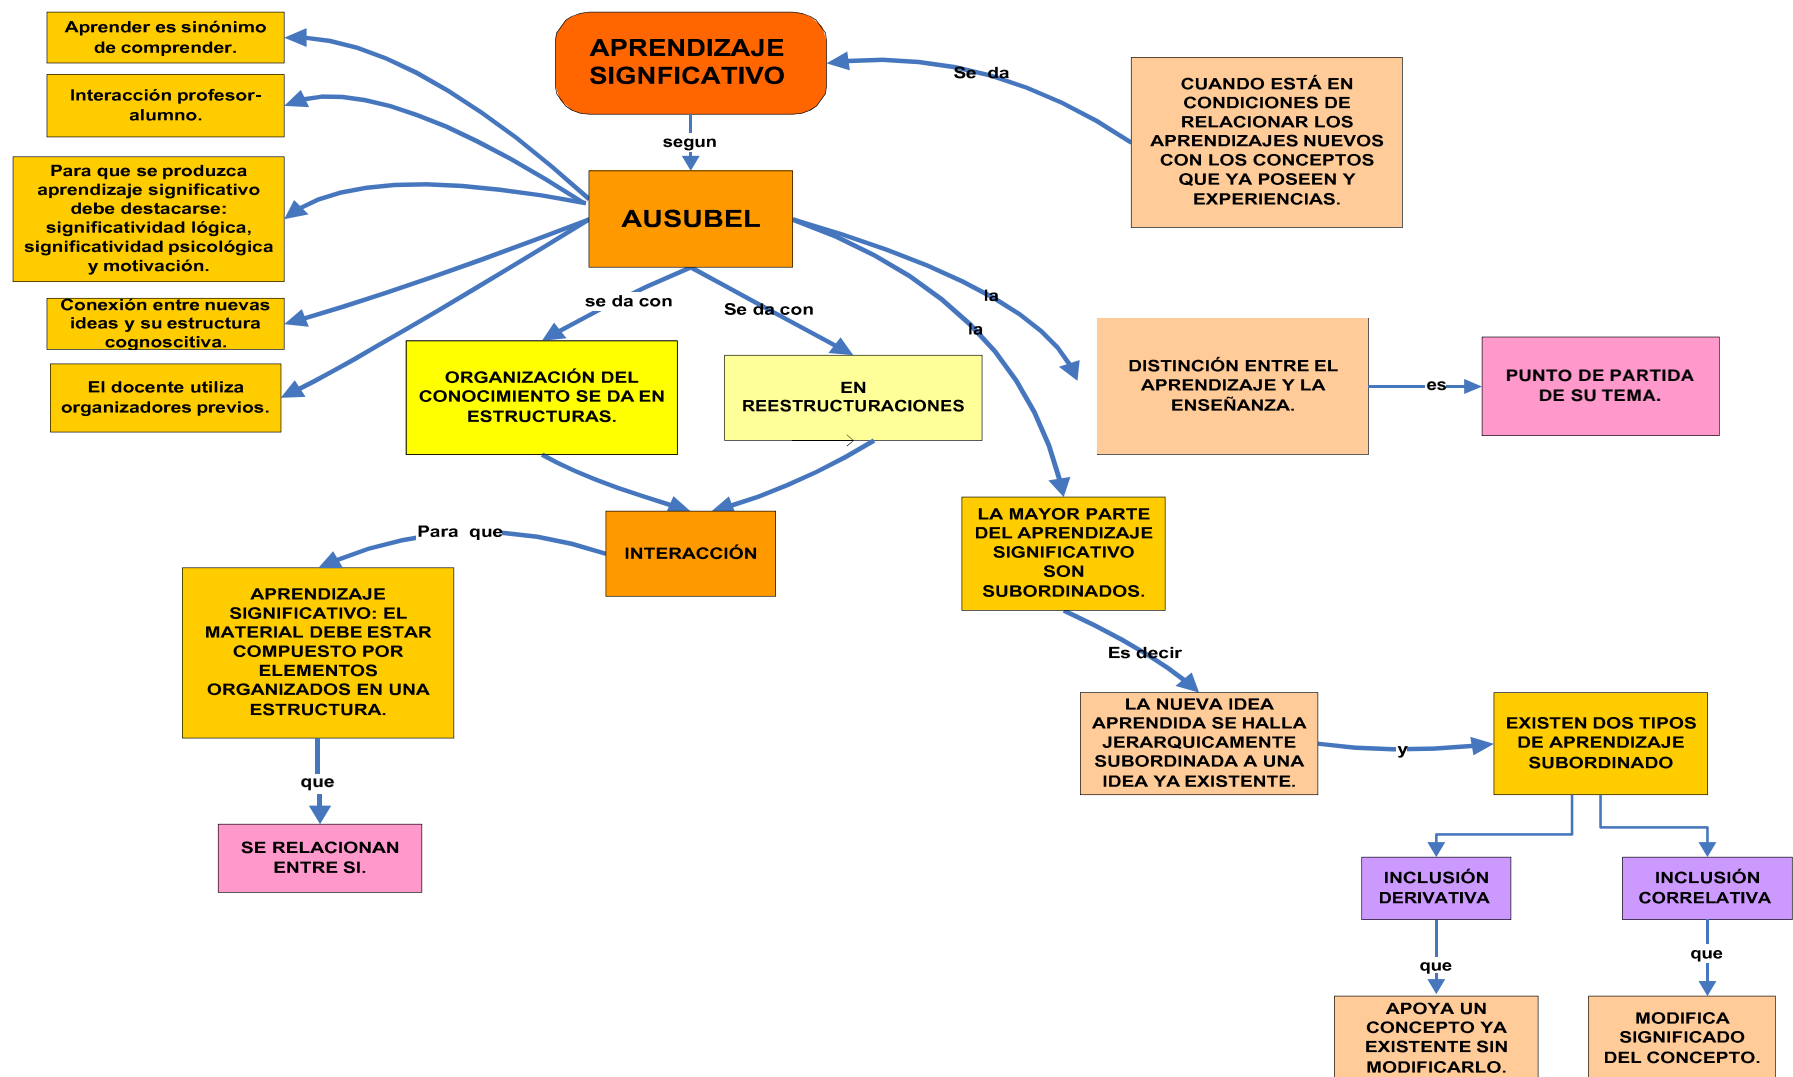 Aprender es sinónimo
de comprender.
Interacción profesor-
alumno.
Para que se produzca
aprendizaje significativo
debe destacarse:
significatividad lógica,
significatividad psicológica
y motivación.
Conexión entre nuevas
ideas y su estructura
cognoscitiva.
El docente utiliza
organizadores previos.
APRENDIZAJE
SIGNFICATIVO
segun
AUSUBEL
Se da
CUANDO ESTÁ EN
CONDICIONES DE
RELACIONAR LOS
APRENDIZAJES NUEVOS
CON LOS CONCEPTOS
QUE YA POSEEN Y
EXPERIENCIAS.
se da con
Se da con
la
la
ORGANIZACIÓN DEL
CONOCIMIENTO SE DA EN
ESTRUCTURAS.
EN
REESTRUCTURACIONES
DISTINCIÓN ENTRE EL
APRENDIZAJE Y LA
ENSEÑANZA.
es
PUNTO DE PARTIDA
DE SU TEMA.
INTERACCIÓN
Para que
APRENDIZAJE
SIGNIFICATIVO: EL
MATERIAL DEBE ESTAR
COMPUESTO POR
ELEMENTOS
ORGANIZADOS EN UNA
ESTRUCTURA.
que
SE RELACIONAN
ENTRE SI.
LA MAYOR PARTE
DEL APRENDIZAJE
SIGNIFICATIVO
SON
SUBORDINADOS.
Es decir
LA NUEVA IDEA
APRENDIDA SE HALLA
JERARQUICAMENTE
SUBORDINADA A UNA
IDEA YA EXISTENTE.
y
EXISTEN DOS TIPOS
DE APRENDIZAJE
SUBORDINADO
INCLUSIÓN
DERIVATIVA
que
APOYA UN
CONCEPTO YA
EXISTENTE SIN
MODIFICARLO.
INCLUSIÓN
CORRELATIVA
que
MODIFICA
SIGNIFICADO
DEL CONCEPTO.